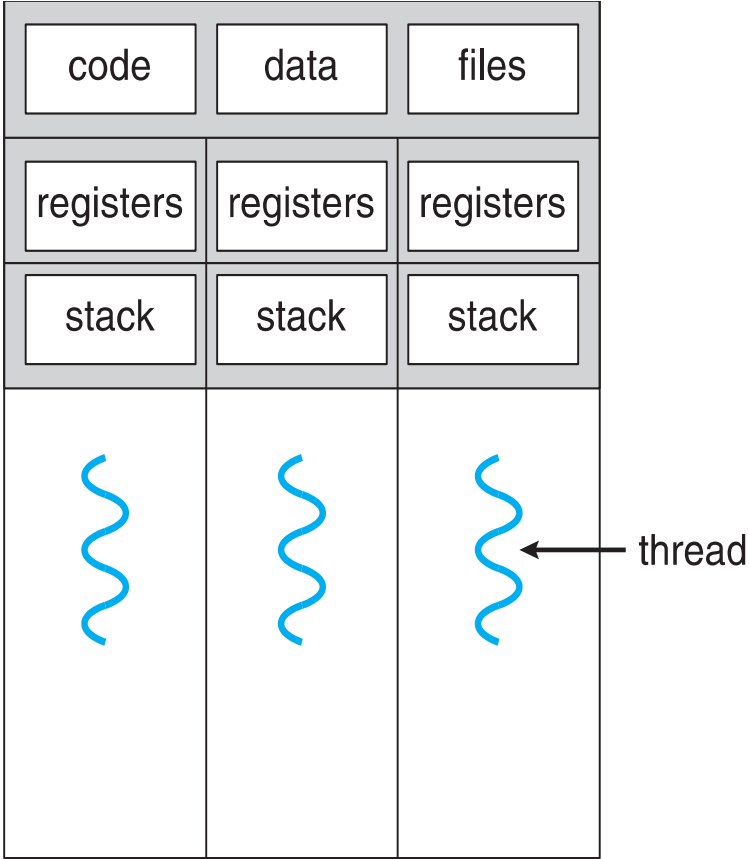 code data files
registers registers registers
stack stack stack
thread